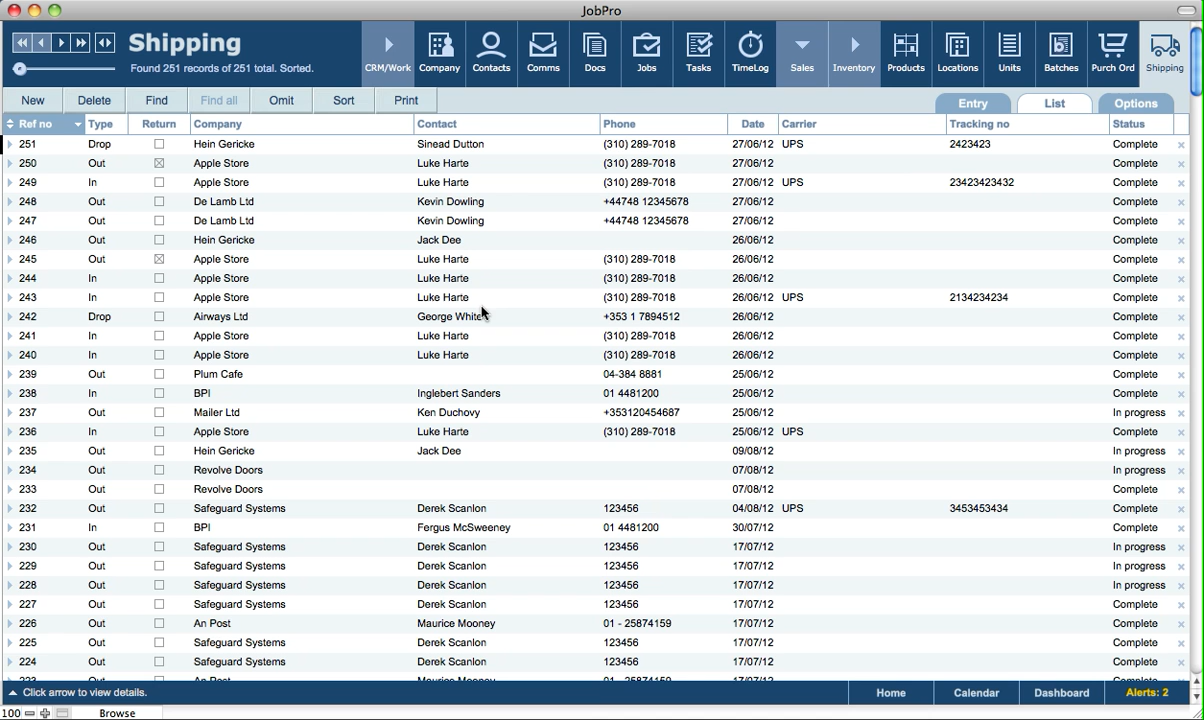 JobPro
Shipping
Found 251 records of 251 total. Sorted.
CRM/Work Company Contacts Comms Docs Jobs Tasks TimeLog Sales Inventory Products Locations Units Batches Purch Ord Shipping
New Delete Find Find all Omit Sort Print Entry List Options
Ref no Type Return Company Contact Phone Date Carrier Tracking no Status
251 Drop Hein Gericke Sinead Dutton (310) 289-7018 27/06/12 UPS 2423423 Complete
250 Out Apple Store Luke Harte (310) 289-7018 27/06/12 Complete
249 In Apple Store Luke Harte (310) 289-7018 27/06/12 UPS 23423423432 Complete
248 Out De Lamb Ltd Kevin Dowling +44748 12345678 27/06/12 Complete
247 Out De Lamb Ltd Kevin Dowling +44748 12345678 27/06/12 Complete
246 Out Hein Gericke Jack Dee 26/06/12 Complete
245 Out Apple Store Luke Harte (310) 289-7018 26/06/12 Complete
244 In Apple Store Luke Harte (310) 289-7018 26/06/12 Complete
243 In Apple Store Luke Harte (310) 289-7018 26/06/12 UPS 2134234234 Complete
242 Drop Airways Ltd George White +353 1 7894512 26/06/12 Complete
241 In Apple Store Luke Harte (310) 289-7018 26/06/12 Complete
240 In Apple Store Luke Harte (310) 289-7018 26/06/12 Complete
239 Out Plum Cafe 04-384 8881 25/06/12 Complete
238 In BPI Inglebert Sanders 01 4481200 25/06/12 Complete
237 Out Mailer Ltd Ken Duchovy +353120454687 25/06/12 In progress
236 In Apple Store Luke Harte (310) 289-7018 25/06/12 UPS Complete
235 Out Hein Gericke Jack Dee 09/08/12 In progress
234 Out Revolve Doors 07/08/12 In progress
233 Out Revolve Doors 07/08/12 Complete
232 Out Safeguard Systems Derek Scanlon 123456 04/08/12 UPS 3453453434 Complete
231 In BPI Fergus McSweeney 01 4481200 30/07/12 Complete
230 Out Safeguard Systems Derek Scanlon 123456 17/07/12 In progress
229 Out Safeguard Systems Derek Scanlon 123456 17/07/12 In progress
228 Out Safeguard Systems Derek Scanlon 123456 17/07/12 In progress
227 Out Safeguard Systems Derek Scanlon 123456 17/07/12 Complete
226 Out An Post Maurice Mooney 01 - 25874159 17/07/12 Complete
225 Out Safeguard Systems Derek Scanlon 123456 17/07/12 Complete
224 Out Safeguard Systems Derek Scanlon 123456 17/07/12 Complete
Click arrow to view details. Home Calendar Dashboard Alerts: 2
100 Browse